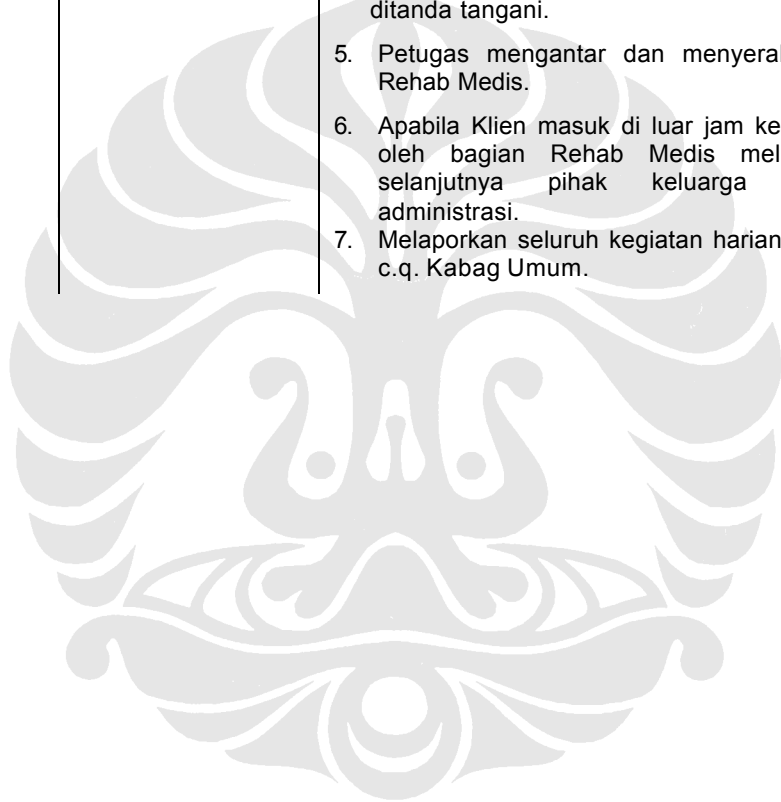 ditanda tangani.
5. Petugas mengantar dan menyerah
Rehab Medis.
6. Apabila Klien masuk di luar jam ke
oleh bagian Rehab Medis mel
selanjutnya pihak keluarga
administrasi.
7. Melaporkan seluruh kegiatan harian
c.q. Kabag Umum.